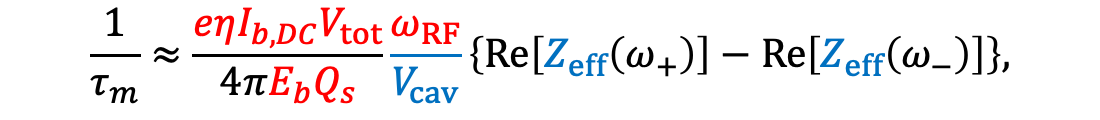 1/τ_m ≈ (eηI_{b,DC}V_tot)/(4πE_bQ_s) ω_RF/V_cav {Re[Z_eff(ω_+)] − Re[Z_eff(ω_−)]},